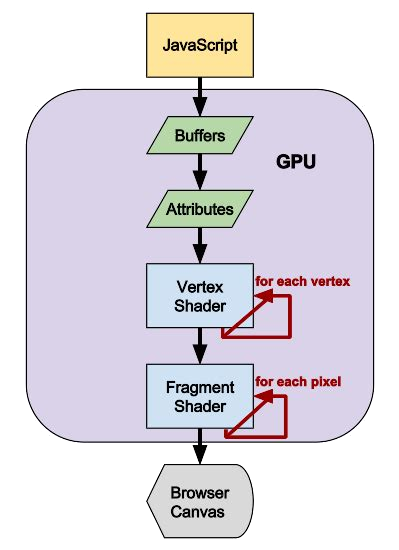 JavaScript
Buffers
GPU
Attributes
for each vertex
Vertex
Shader
for each pixel
Fragment
Shader
Browser
Canvas